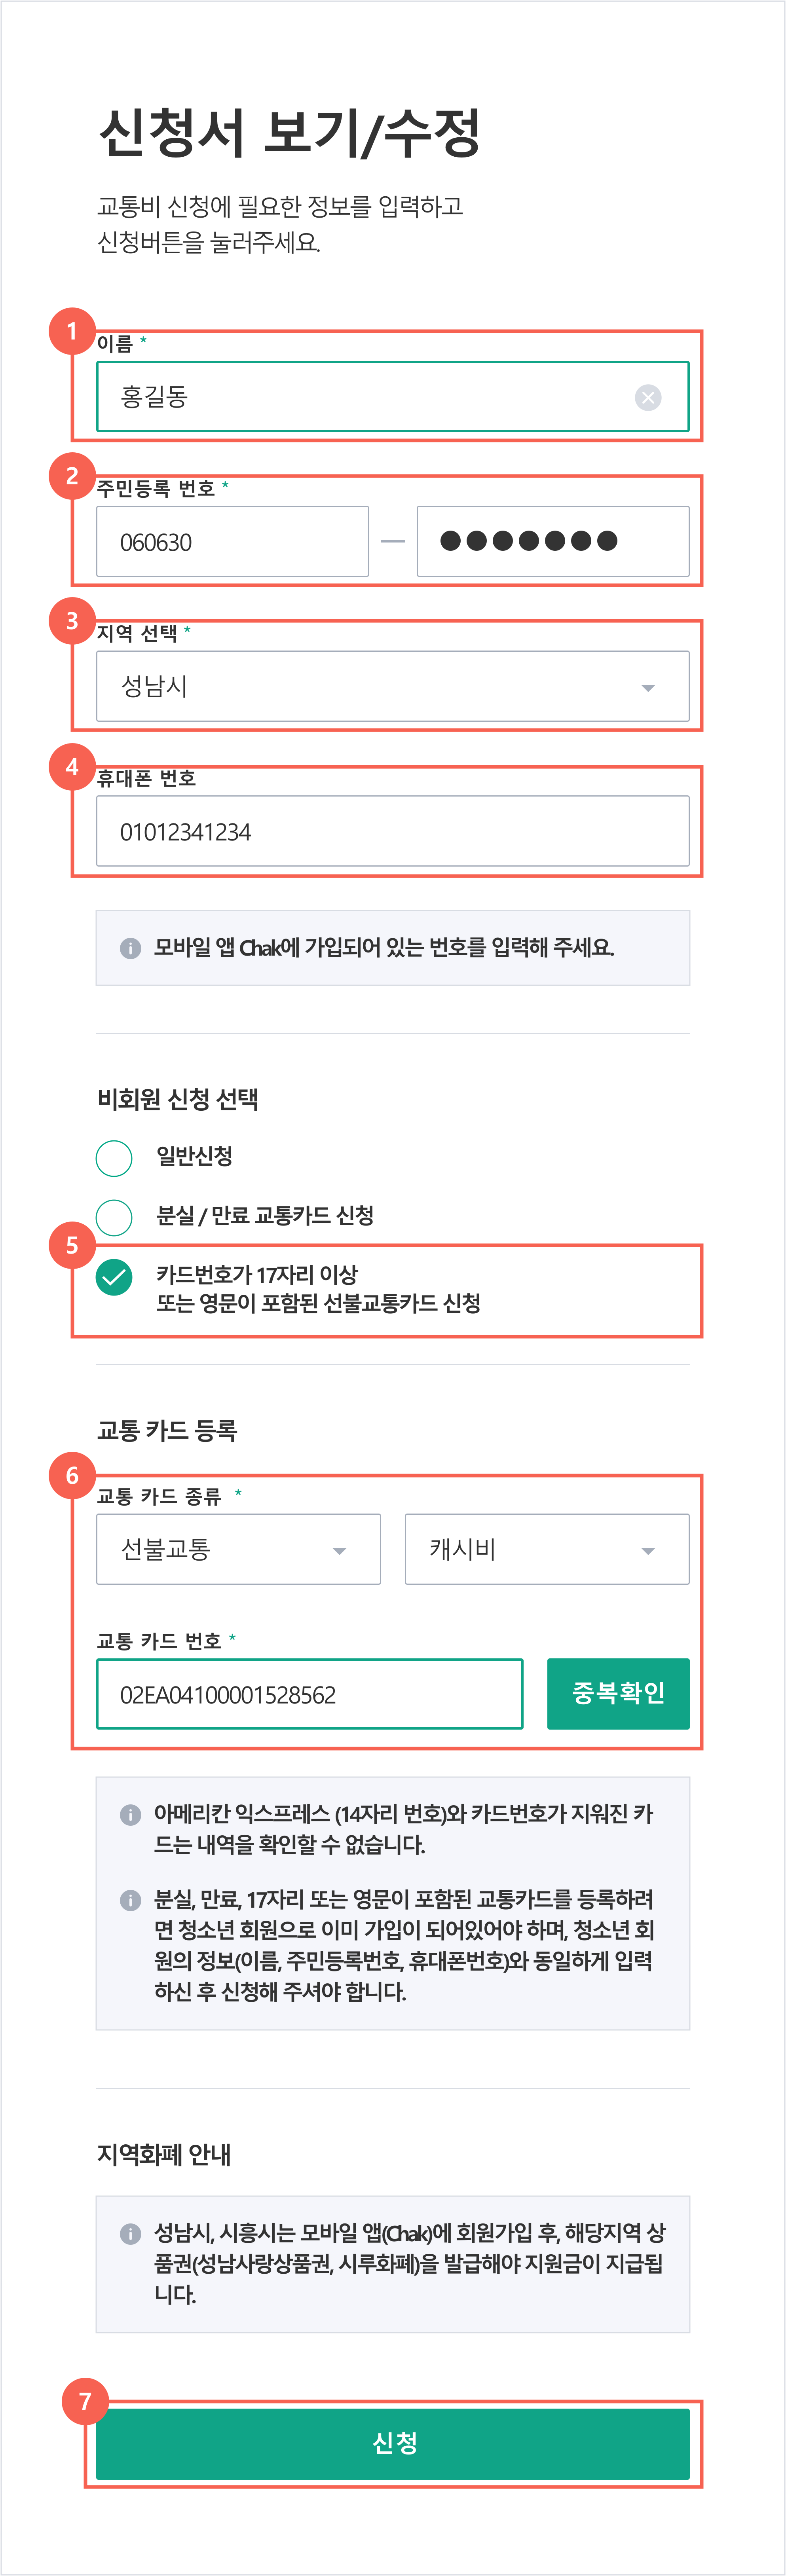 신청서 보기/수정
교통비 신청에 필요한 정보를 입력하고
신청버튼을 눌러주세요.
1
이름 *
홍길동
2
주민등록 번호 *
060630 — ●●●●●●●
3
지역 선택 *
성남시
4
휴대폰 번호
01012341234
모바일 앱 Chak에 가입되어 있는 번호를 입력해 주세요.
비회원 신청 선택
일반신청
분실 / 만료 교통카드 신청
5
카드번호가 17자리 이상
또는 영문이 포함된 선불교통카드 신청
교통 카드 등록
6
교통 카드 종류 *
선불교통 캐시비
교통 카드 번호 *
02EA04100001528562 중복확인
아메리칸 익스프레스 (14자리 번호)와 카드번호가 지워진 카
드는 내역을 확인할 수 없습니다.
분실, 만료, 17자리 또는 영문이 포함된 교통카드를 등록하려
면 청소년 회원으로 이미 가입이 되어있어야 하며, 청소년 회
원의 정보(이름, 주민등록번호, 휴대폰번호)와 동일하게 입력
하신 후 신청해 주셔야 합니다.
지역화폐 안내
성남시, 시흥시는 모바일 앱(Chak)에 회원가입 후, 해당지역 상
품권(성남사랑상품권, 시루화폐)을 발급해야 지원금이 지급됩
니다.
7
신청